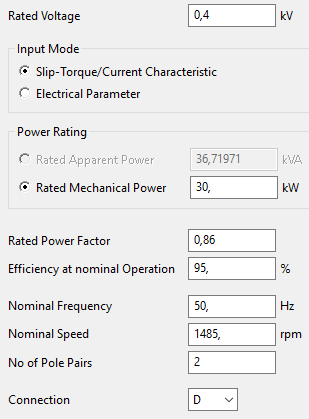 Rated Voltage 0,4 kV
Input Mode
Slip-Torque/Current Characteristic
Electrical Parameter
Power Rating
Rated Apparent Power 36,71971 kVA
Rated Mechanical Power 30, kW
Rated Power Factor 0,86
Efficiency at nominal Operation 95, %
Nominal Frequency 50, Hz
Nominal Speed 1485, rpm
No of Pole Pairs 2
Connection D